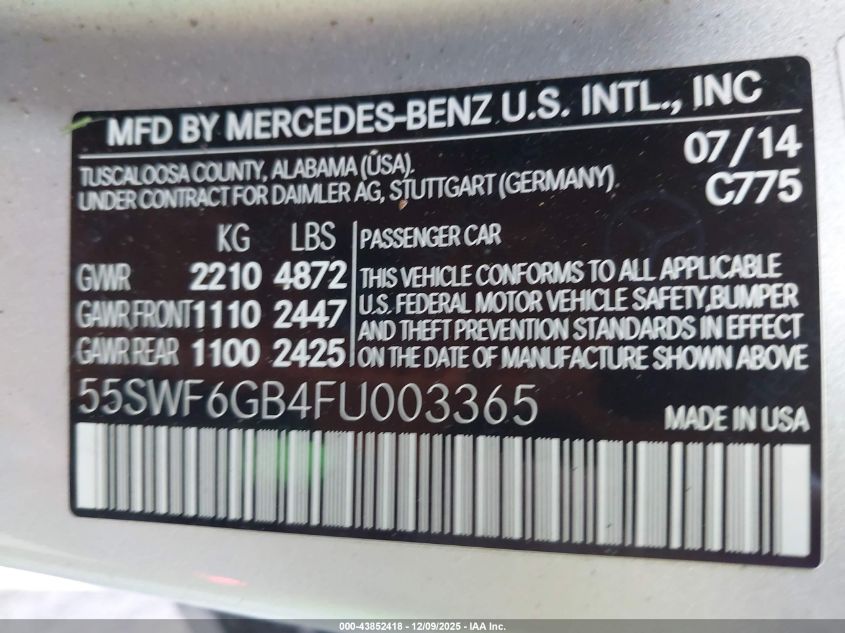 MFD BY MERCEDES-BENZ U.S. INTL., INC
TUSCALOOSA COUNTY, ALABAMA (USA).
UNDER CONTRACT FOR DAIMLER AG, STUTTGART (GERMANY).
07/14
C775
KG LBS
GWR 2210 4872
GAWR,FRONT 1110 2447
GAWR REAR 1100 2425
PASSENGER CAR
THIS VEHICLE CONFORMS TO ALL APPLICABLE
U.S. FEDERAL MOTOR VEHICLE SAFETY,BUMPER
AND THEFT PREVENTION STANDARDS IN EFFECT
ON THE DATE OF MANUFACTURE SHOWN ABOVE
55SWF6GB4FU003365
MADE IN USA
000-43852418 - 12/09/2025 - IAA Inc.